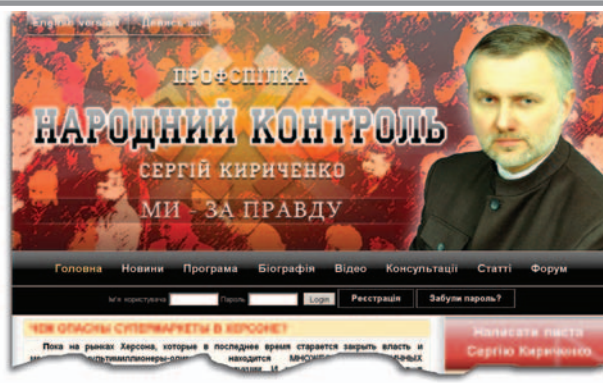 English version
Дивись ще
ПРОФСПІЛКА
НАРОДНИЙ КОНТРОЛЬ
СЕРГІЙ КИРИЧЕНКО
МИ - ЗА ПРАВДУ
Головна Новини Програма Біографія Відео Консультації Статті Форум
Ім'я користувача Пароль Login Реєстрація Забули пароль?
ЧЕМ ОПАСНЫ СУПЕРМАРКЕТЫ В ХЕРСОНЕ?
Написати листа
Сергію Кириченко
Пока на рынках Херсона, которые в последнее время старается закрыть власть и
находится